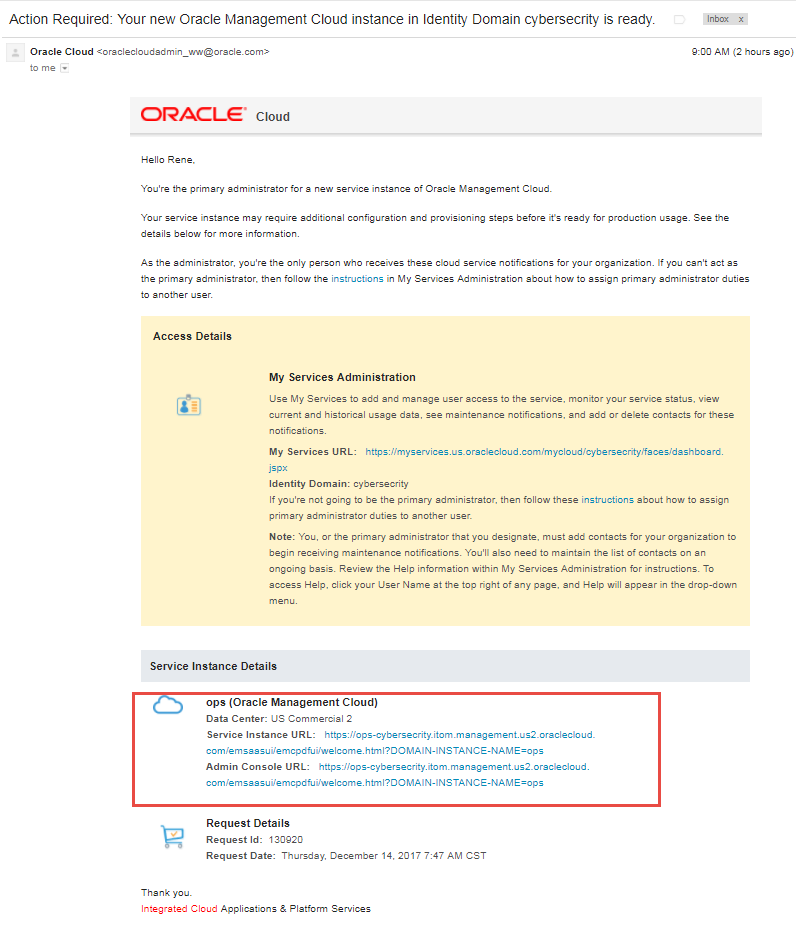 Action Required: Your new Oracle Management Cloud instance in Identity Domain cybersecrity is ready.
Inbox x
Oracle Cloud <oraclecloudadmin_ww@oracle.com>
9:00 AM (2 hours ago)
to me
ORACLE Cloud
Hello Rene,
You're the primary administrator for a new service instance of Oracle Management Cloud.
Your service instance may require additional configuration and provisioning steps before it's ready for production usage. See the
details below for more information.
As the administrator, you're the only person who receives these cloud service notifications for your organization. If you can't act as
the primary administrator, then follow the instructions in My Services Administration about how to assign primary administrator duties
to another user.
Access Details
My Services Administration
Use My Services to add and manage user access to the service, monitor your service status, view
current and historical usage data, see maintenance notifications, and add or delete contacts for these
notifications.
My Services URL: https://myservices.us.oraclecloud.com/mycloud/cybersecrity/faces/dashboard.
jspx
Identity Domain: cybersecrity
If you're not going to be the primary administrator, then follow these instructions about how to assign
primary administrator duties to another user.
Note: You, or the primary administrator that you designate, must add contacts for your organization to
begin receiving maintenance notifications. You'll also need to maintain the list of contacts on an
ongoing basis. Review the Help information within My Services Administration for instructions. To
access Help, click your User Name at the top right of any page, and Help will appear in the drop-down
menu.
Service Instance Details
ops (Oracle Management Cloud)
Data Center: US Commercial 2
Service Instance URL: https://ops-cybersecrity.itom.management.us2.oraclecloud.
com/emsaasui/emcpdfui/welcome.html?DOMAIN-INSTANCE-NAME=ops
Admin Console URL: https://ops-cybersecrity.itom.management.us2.oraclecloud.
com/emsaasui/emcpdfui/welcome.html?DOMAIN-INSTANCE-NAME=ops
Request Details
Request Id: 130920
Request Date: Thursday, December 14, 2017 7:47 AM CST
Thank you.
Integrated Cloud Applications & Platform Services